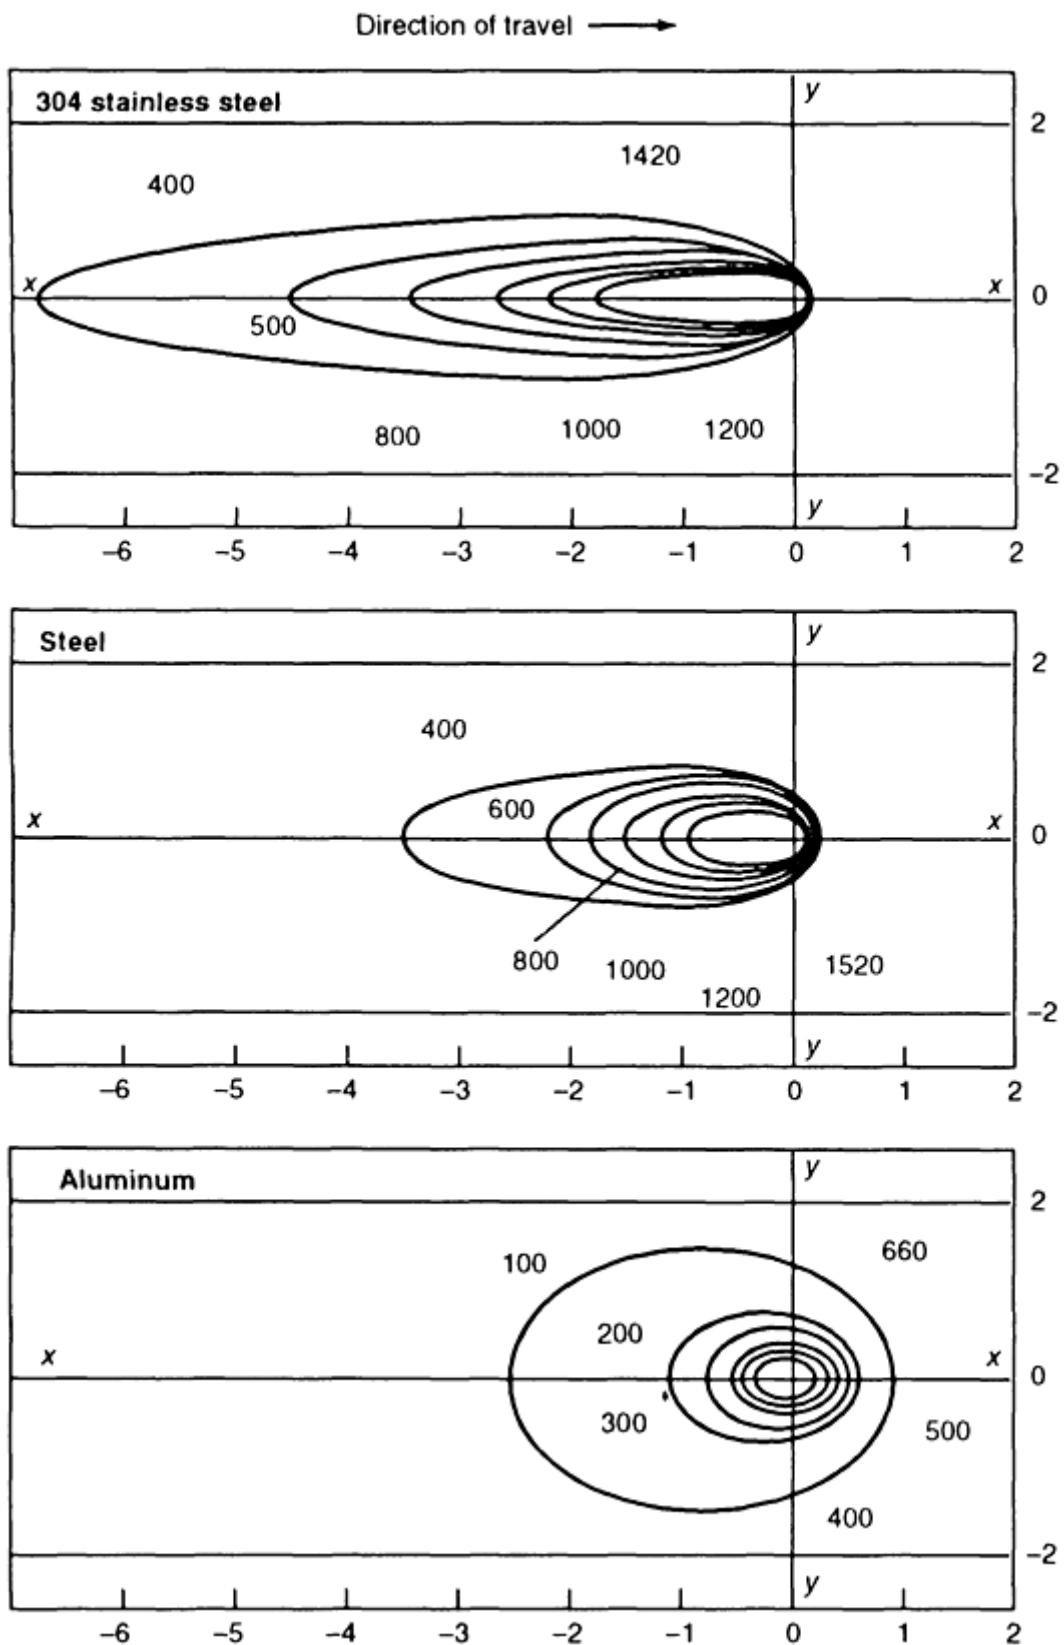 Direction of travel
304 stainless steel
y
2
1420
400
x
x
0
500
800
1000
1200
-2
y
-6 -5 -4 -3 -2 -1 0 1 2
Steel
y
2
400
600
x
x
0
800
1000
1520
1200
-2
y
-6 -5 -4 -3 -2 -1 0 1 2
Aluminum
y
2
100
660
200
x
x
0
300
500
400
-2
y
-6 -5 -4 -3 -2 -1 0 1 2